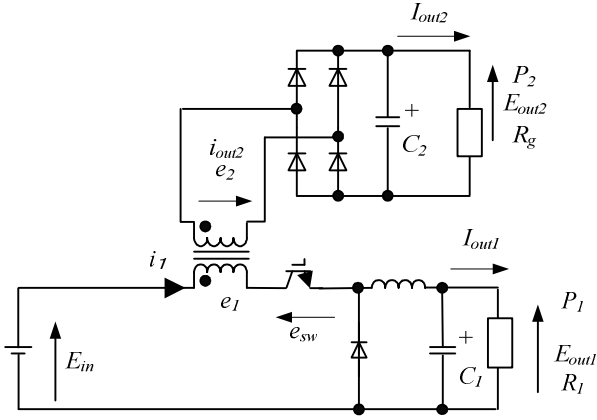 I_out2
P_2
E_out2
R_g
+
C_2
i_out2
e_2
I_out1
i_1
e_1
e_sw
P_1
+
E_in
C_1
E_out1
R_1